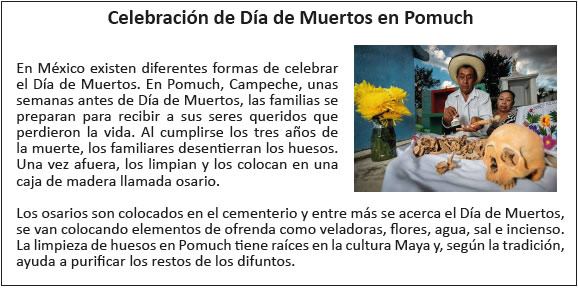 Celebración de Día de Muertos en Pomuch
En México existen diferentes formas de celebrar
el Día de Muertos. En Pomuch, Campeche, unas
semanas antes de Día de Muertos, las familias se
preparan para recibir a sus seres queridos que
perdieron la vida. Al cumplirse los tres años de
la muerte, los familiares desentierran los huesos.
Una vez afuera, los limpian y los colocan en una
caja de madera llamada osario.
Los osarios son colocados en el cementerio y entre más se acerca el Día de Muertos,
se van colocando elementos de ofrenda como veladoras, flores, agua, sal e incienso.
La limpieza de huesos en Pomuch tiene raíces en la cultura Maya y, según la tradición,
ayuda a purificar los restos de los difuntos.